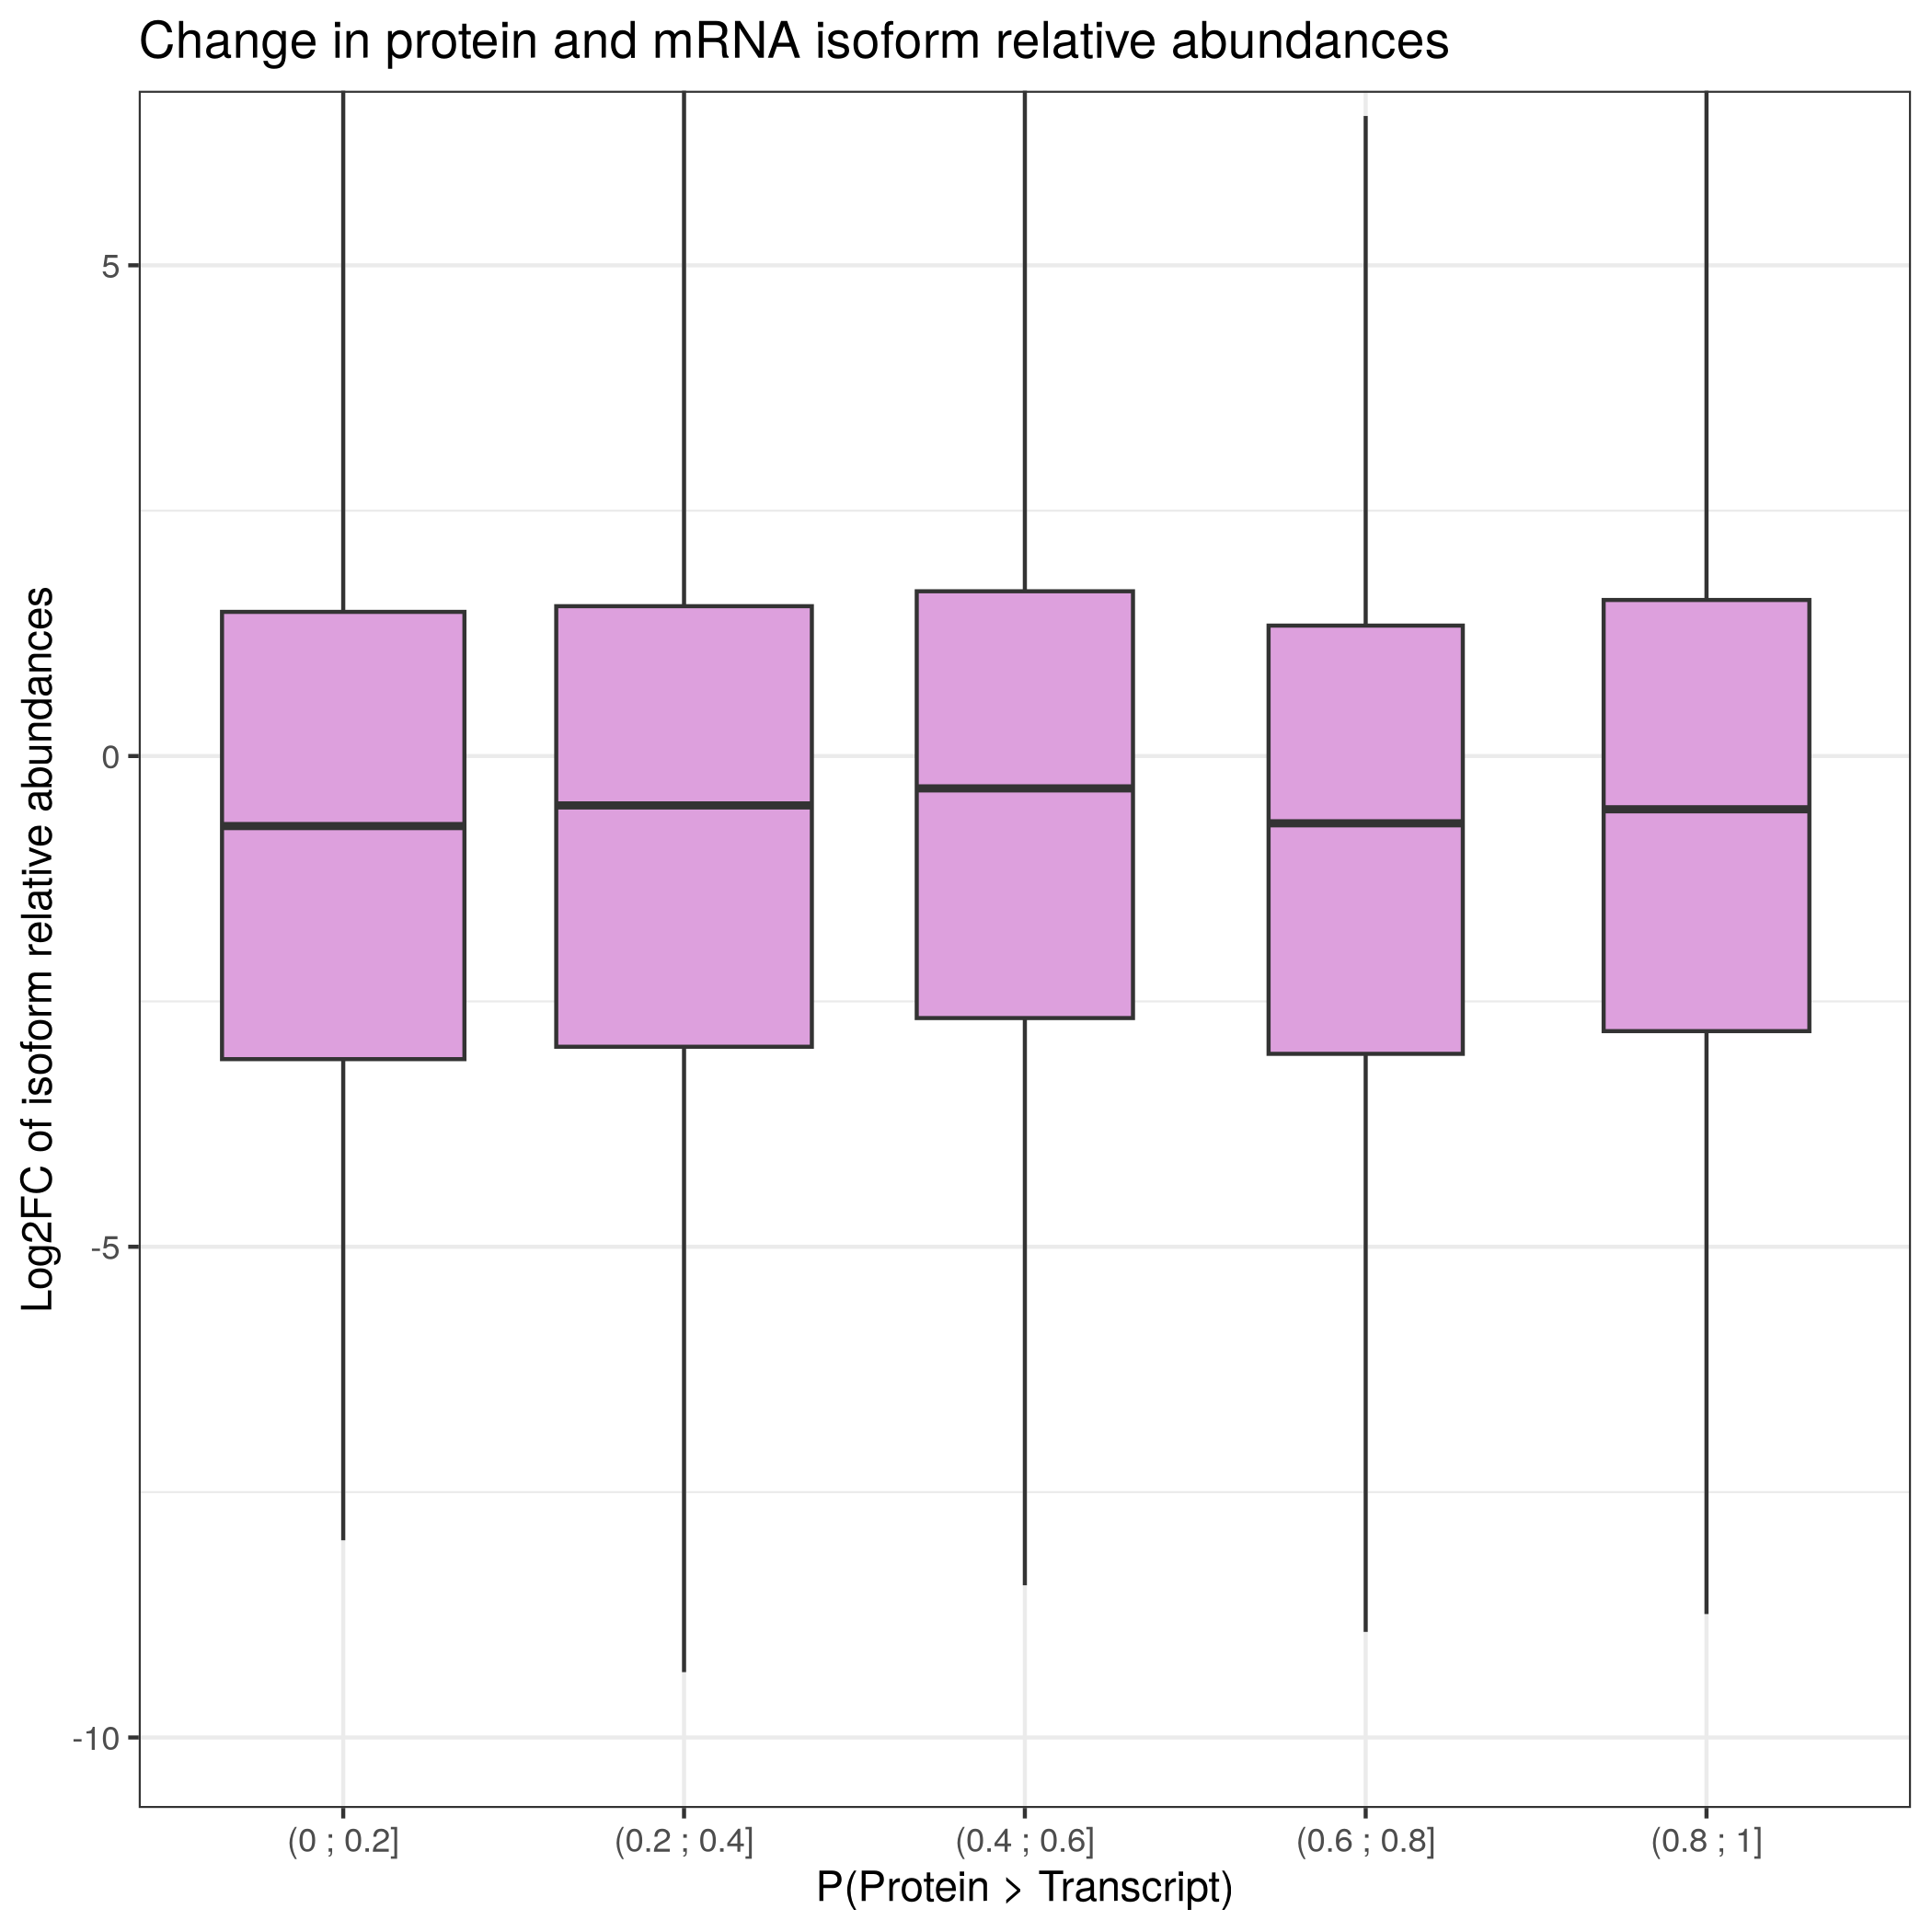 Change in protein and mRNA isoform relative abundances
Log2FC of isoform relative abundances
5
0
-5
-10
(0 ; 0.2]
(0.2 ; 0.4]
(0.4 ; 0.6]
(0.6 ; 0.8]
(0.8 ; 1]
P(Protein > Transcript)